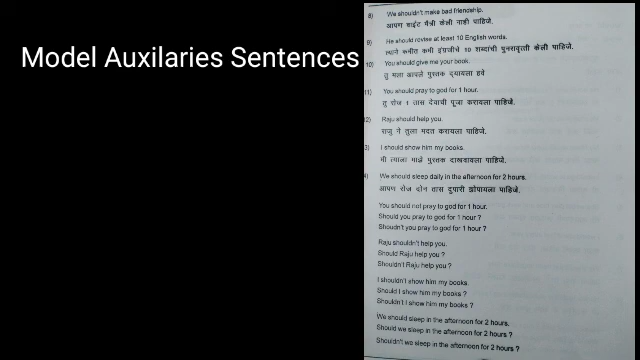 Model Auxilaries Sentences
8) We shouldn't make bad friendship.
आपण वाईट मैत्री केली नाही पाहिजे.
9) He should revise at least 10 English words.
त्याने कमीत कमी इंग्रजीचे 10 शब्दांची पुनरावृत्ती केली पाहिजे.
10) You should give me your book.
तु मला आपले पुस्तक द्यायला हवे
11) You should pray to god for 1 hour.
तु रोज 1 तास देवाची पूजा करायला पाहिजे.
12) Raju should help you.
राजू ने तुला मदत करायला पाहिजे.
3) I should show him my books.
मी त्याला माझे पुस्तक दाखवायला पाहिजे.
4) We should sleep daily in the afternoon for 2 hours.
आपण रोज दोन तास दुपारी झोपायला पाहिजे.
You should not pray to god for 1 hour.
Should you pray to god for 1 hour ?
Shoudn't you pray to god for 1 hour ?
Raju shouldn't help you.
Should Raju help you ?
Shouldn't Raju help you ?
I shouldn't show him my books.
Should I show him my books ?
Shouldn't I show him my books ?
We should sleep in the afternoon for 2 hours.
Should we sleep in the afternoon for 2 hours ?
Shouldn't we sleep in the afternoon for 2 hours ?